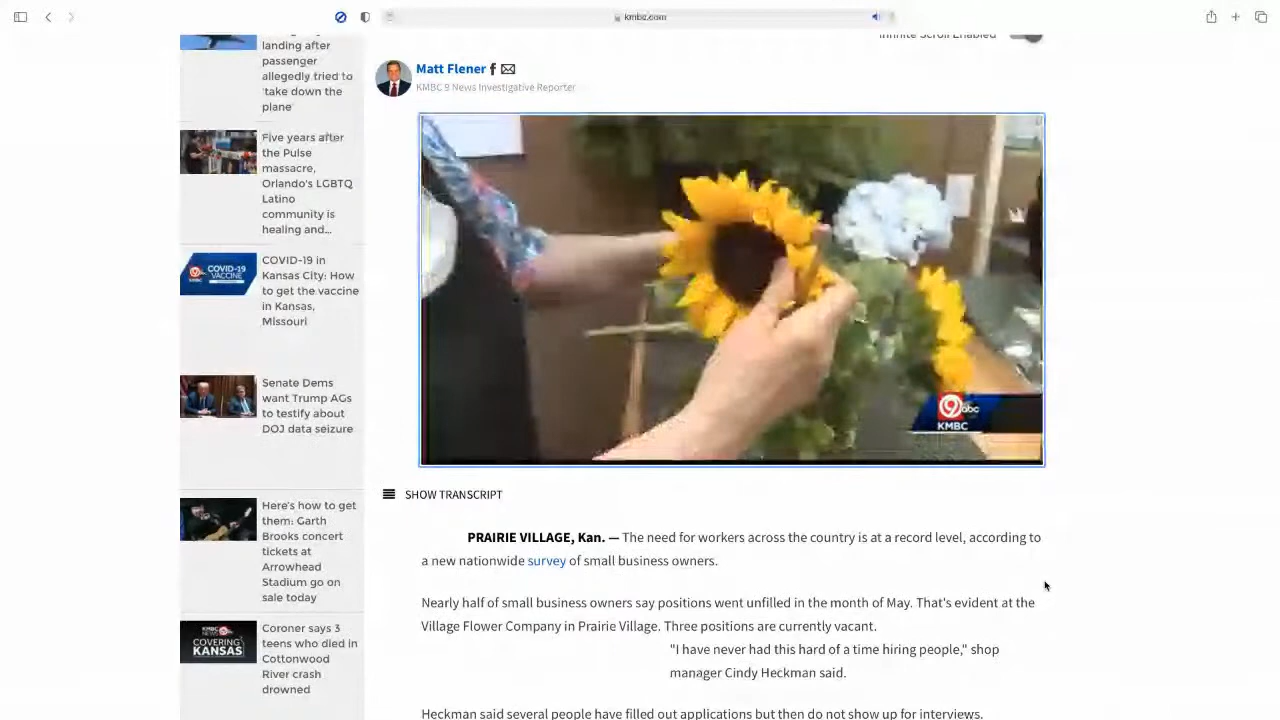 kmbc.com
Infinite Scroll Enabled
landing after
passenger
allegedly tried to
'take down the
plane'
Five years after
the Pulse
massacre,
Orlando's LGBTQ
Latino
community is
healing and...
COVID-19
VACCINE
KMBC
COVID-19 in
Kansas City: How
to get the vaccine
in Kansas,
Missouri
Senate Dems
want Trump AGs
to testify about
DOJ data seizure
Here's how to get
them: Garth
Brooks concert
tickets at
Arrowhead
Stadium go on
sale today
KMBC
NEWS
COVERING
KANSAS
Coroner says 3
teens who died in
Cottonwood
River crash
drowned
Matt Flener
KMBC 9 News Investigative Reporter
9 abc
KMBC
SHOW TRANSCRIPT
PRAIRIE VILLAGE, Kan. — The need for workers across the country is at a record level, according to
a new nationwide survey of small business owners.
Nearly half of small business owners say positions went unfilled in the month of May. That's evident at the
Village Flower Company in Prairie Village. Three positions are currently vacant.
"I have never had this hard of a time hiring people," shop
manager Cindy Heckman said.
Heckman said several people have filled out applications but then do not show up for interviews.